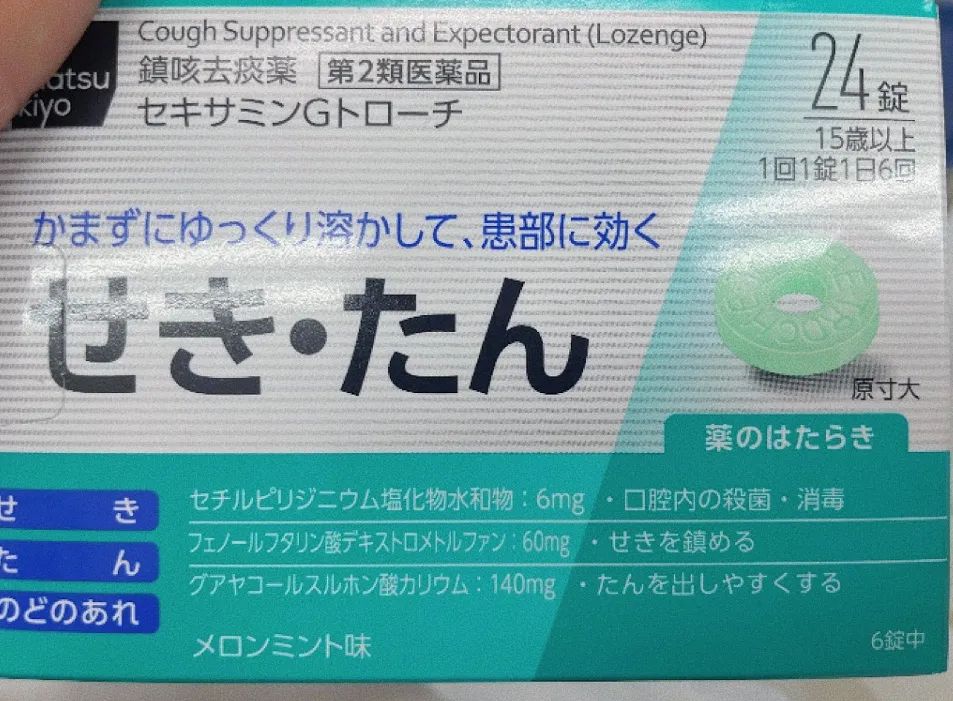 Cough Suppressant and Expectorant (Lozenge)
鎮咳去痰薬 第2類医薬品
セキサミンGトローチ
24錠
15歳以上
1回1錠1日6回
かまずにゆっくり溶かして、患部に効く
せき・たん
原寸大
薬のはたらき
せき
たん
のどのあれ
セチルピリジニウム塩化物水和物：6mg ・口腔内の殺菌・消毒
フェノールフタリン酸デキストロメトルファン：60mg ・せきを鎮める
グアヤコールスルホン酸カリウム：140mg ・たんを出しやすくする
メロンミント味
6錠中